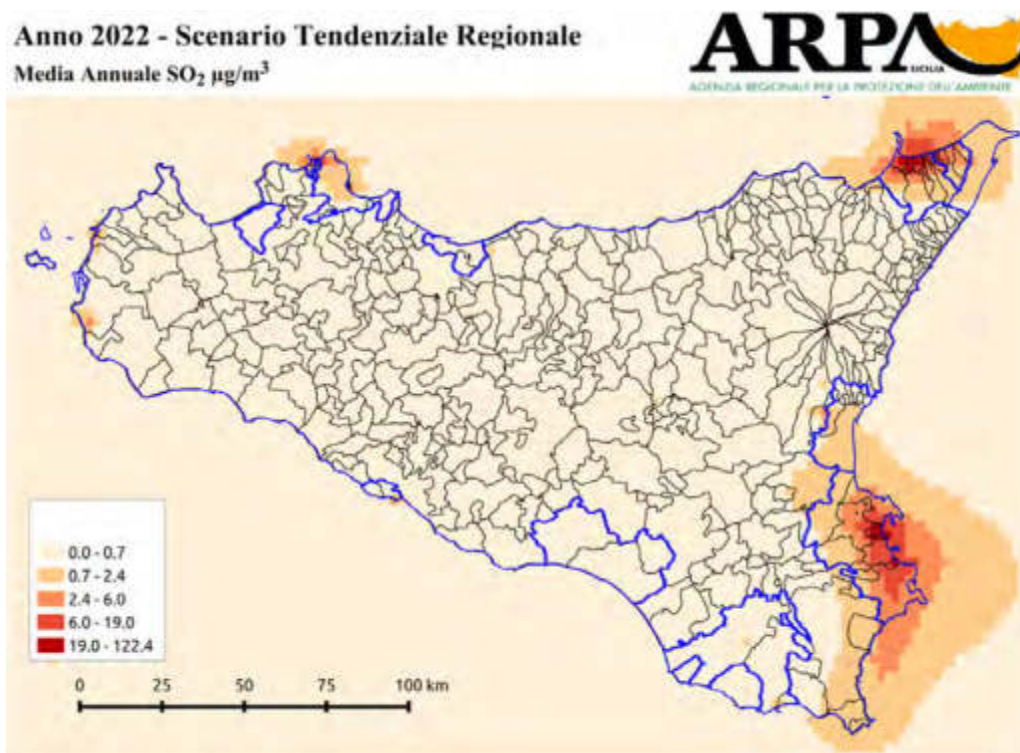 Anno 2022 - Scenario Tendenziale Regionale
Media Annuale SO₂ µg/m³
ARPA
SICILIA
AGENZIA REGIONALE PER LA PROTEZIONE DELL'AMBIENTE
0.0 - 0.7
0.7 - 2.4
2.4 - 6.0
6.0 - 19.0
19.0 - 122.4
0 25 50 75 100 km